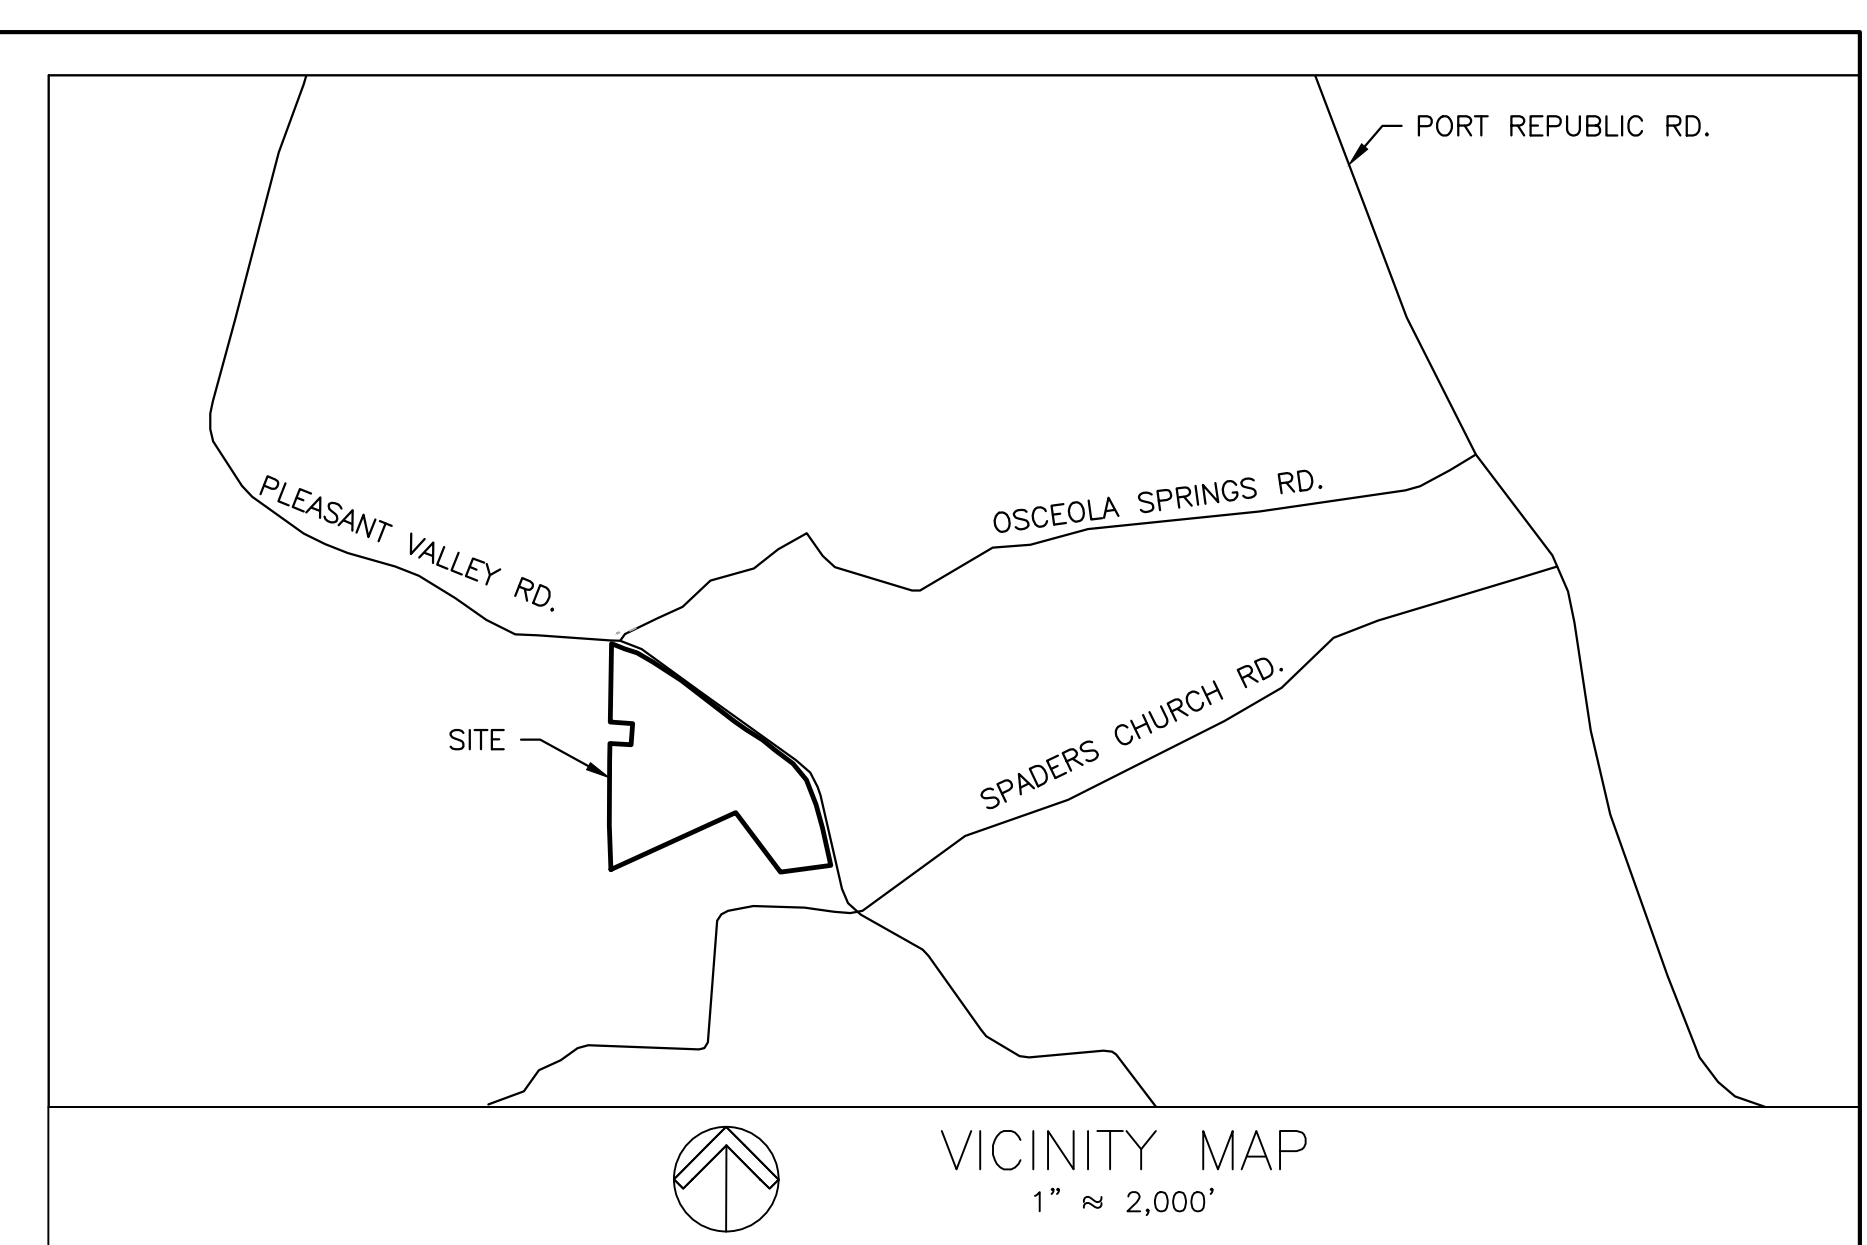 PORT REPUBLIC RD.
PLEASANT VALLEY RD.
OSCEOLA SPRINGS RD.
SPADERS CHURCH RD.
SITE
VICINITY MAP
1” ≈ 2,000’